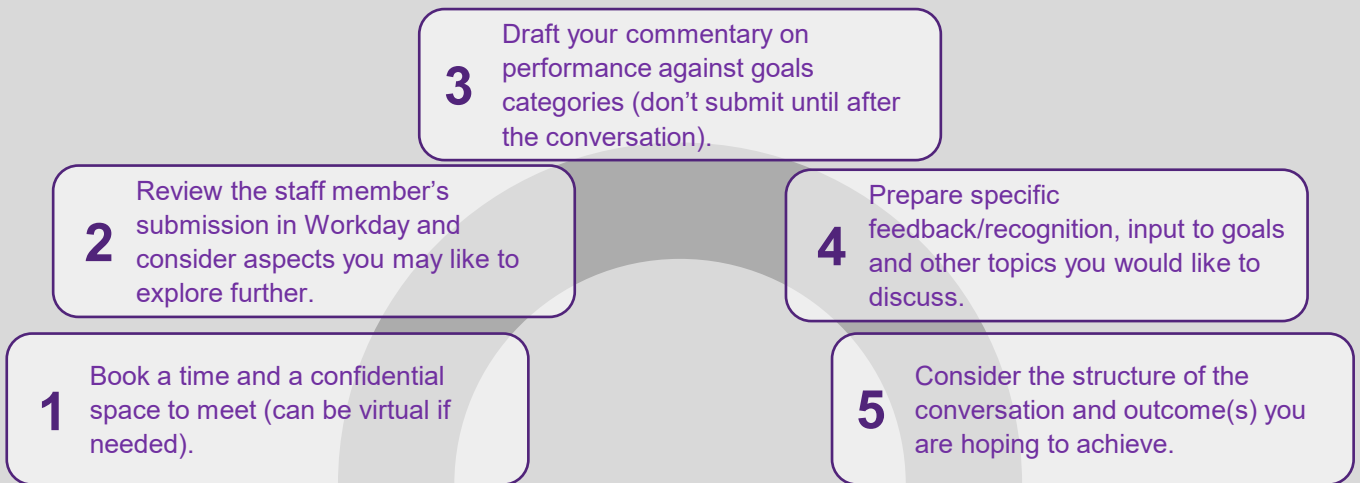 1
Book a time and a confidential
space to meet (can be virtual if
needed).
2
Review the staff member’s
submission in Workday and
consider aspects you may like to
explore further.
3
Draft your commentary on
performance against goals
categories (don’t submit until after
the conversation).
4
Prepare specific
feedback/recognition, input to goals
and other topics you would like to
discuss.
5
Consider the structure of the
conversation and outcome(s) you
are hoping to achieve.